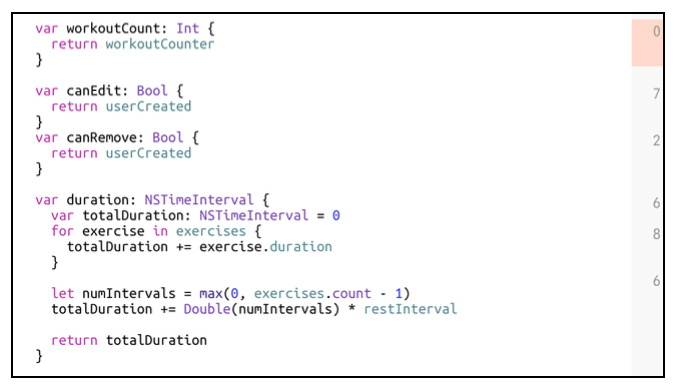 var workoutCount: Int { 0
return workoutCounter
}
var canEdit: Bool { 7
return userCreated
}
var canRemove: Bool { 2
return userCreated
}
var duration: NSTimeInterval { 6
var totalDuration: NSTimeInterval = 0
for exercise in exercises { 8
totalDuration += exercise.duration
} 6
let numIntervals = max(0, exercises.count - 1)
totalDuration += Double(numIntervals) * restInterval
return totalDuration
}